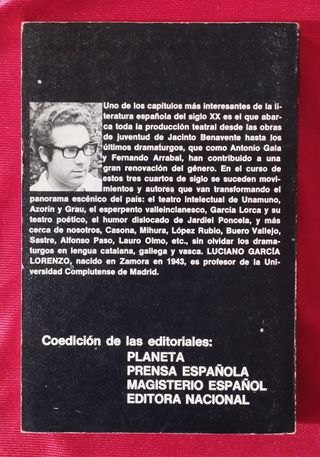 Uno de los capítulos más interesantes de la li-
teratura española del siglo XX es el que abar-
ca toda la producción teatral desde las obras
de juventud de Jacinto Benavente hasta los
últimos dramaturgos, que como Antonio Gala
y Fernando Arrabal, han contribuido a una
gran renovación del género. En el curso de
estos tres cuartos de siglo se suceden movi-
mientos y autores que van transformando el
panorama escénico del país: el teatro intelectual de Unamuno,
Azorín y Grau, el esperpento valleinclanesco, García Lorca y su
teatro poético, el humor dislocado de Jardiel Poncela, y más
cerca de nosotros, Casona, Mihura, López Rubio, Buero Vallejo,
Sastre, Alfonso Paso, Lauro Olmo, etc., sin olvidar los drama-
turgos en lengua catalana, gallega y vasca. LUCIANO GARCÍA
LORENZO, nacido en Zamora en 1943, es profesor de la Uni-
versidad Complutense de Madrid.
Coedición de las editoriales:
PLANETA
PRENSA ESPAÑOLA
MAGISTERIO ESPAÑOL
EDITORA NACIONAL